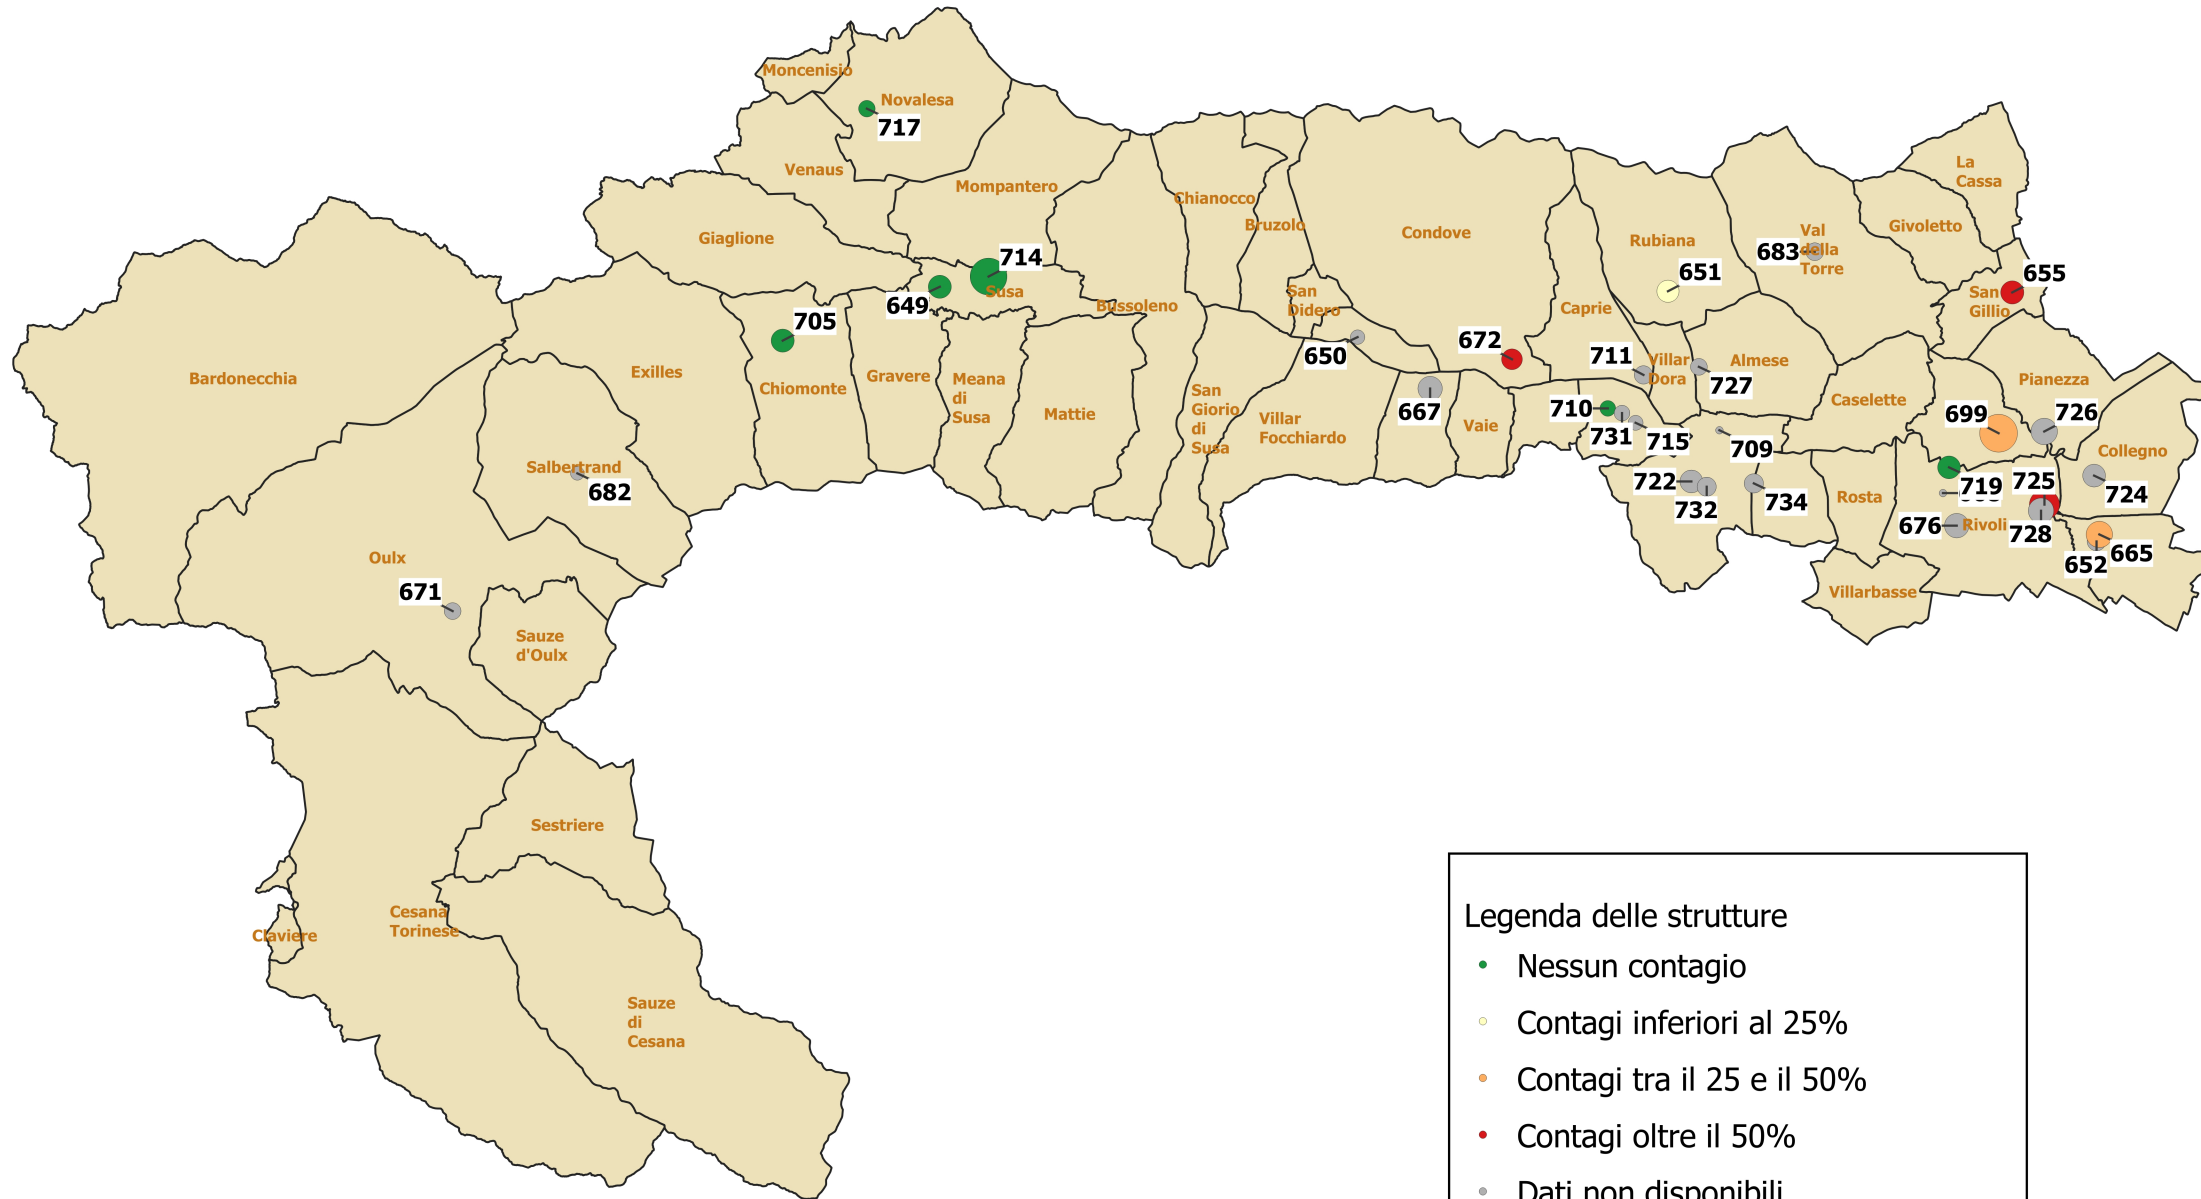 Moncenisio
Novalesa
717
Venaus
Mompantero
La
Cassa
Chianocco
Bruzolo
Condove
Rubiana
Val
della
Torre
683
Givoletto
Giaglione
714
649
Susa
651
655
San
Gillio
San
Didero
Bussoleno
Caprie
705
650
672
711
Villar
Dora
Almese
727
Bardonecchia
Exilles
Chiomonte
Gravere
Meana
di
Susa
Mattie
San
Giorio
di
Susa
Villar
Focchiardo
667
Vaie
710
731
715
709
Caselette
Pianezza
699
726
Collegno
Salbertrand
682
722
732
734
Rosta
719
725
724
676
Rivoli
728
652
665
Oulx
671
Villarbasse
Sauze
d'Oulx
Sestriere
Cesana
Torinese
Claviere
Sauze
di
Cesana
Legenda delle strutture
Nessun contagio
Contagi inferiori al 25%
Contagi tra il 25 e il 50%
Contagi oltre il 50%
Dati non disponibili